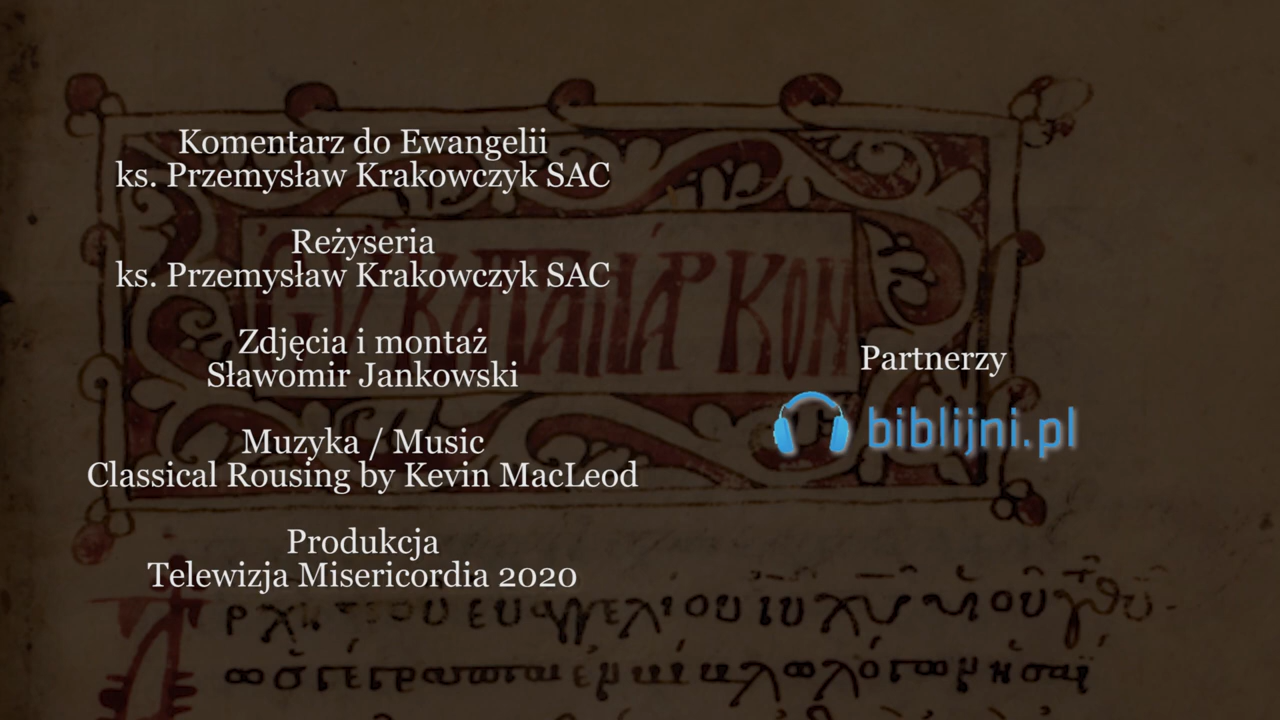 Komentarz do Ewangelii
ks. Przemysław Krakowczyk SAC
Reżyseria
ks. Przemysław Krakowczyk SAC
Zdjęcia i montaż
Sławomir Jankowski
Muzyka / Music
Classical Rousing by Kevin MacLeod
Produkcja
Telewizja Misericordia 2020
Partnerzy
biblijni.pl